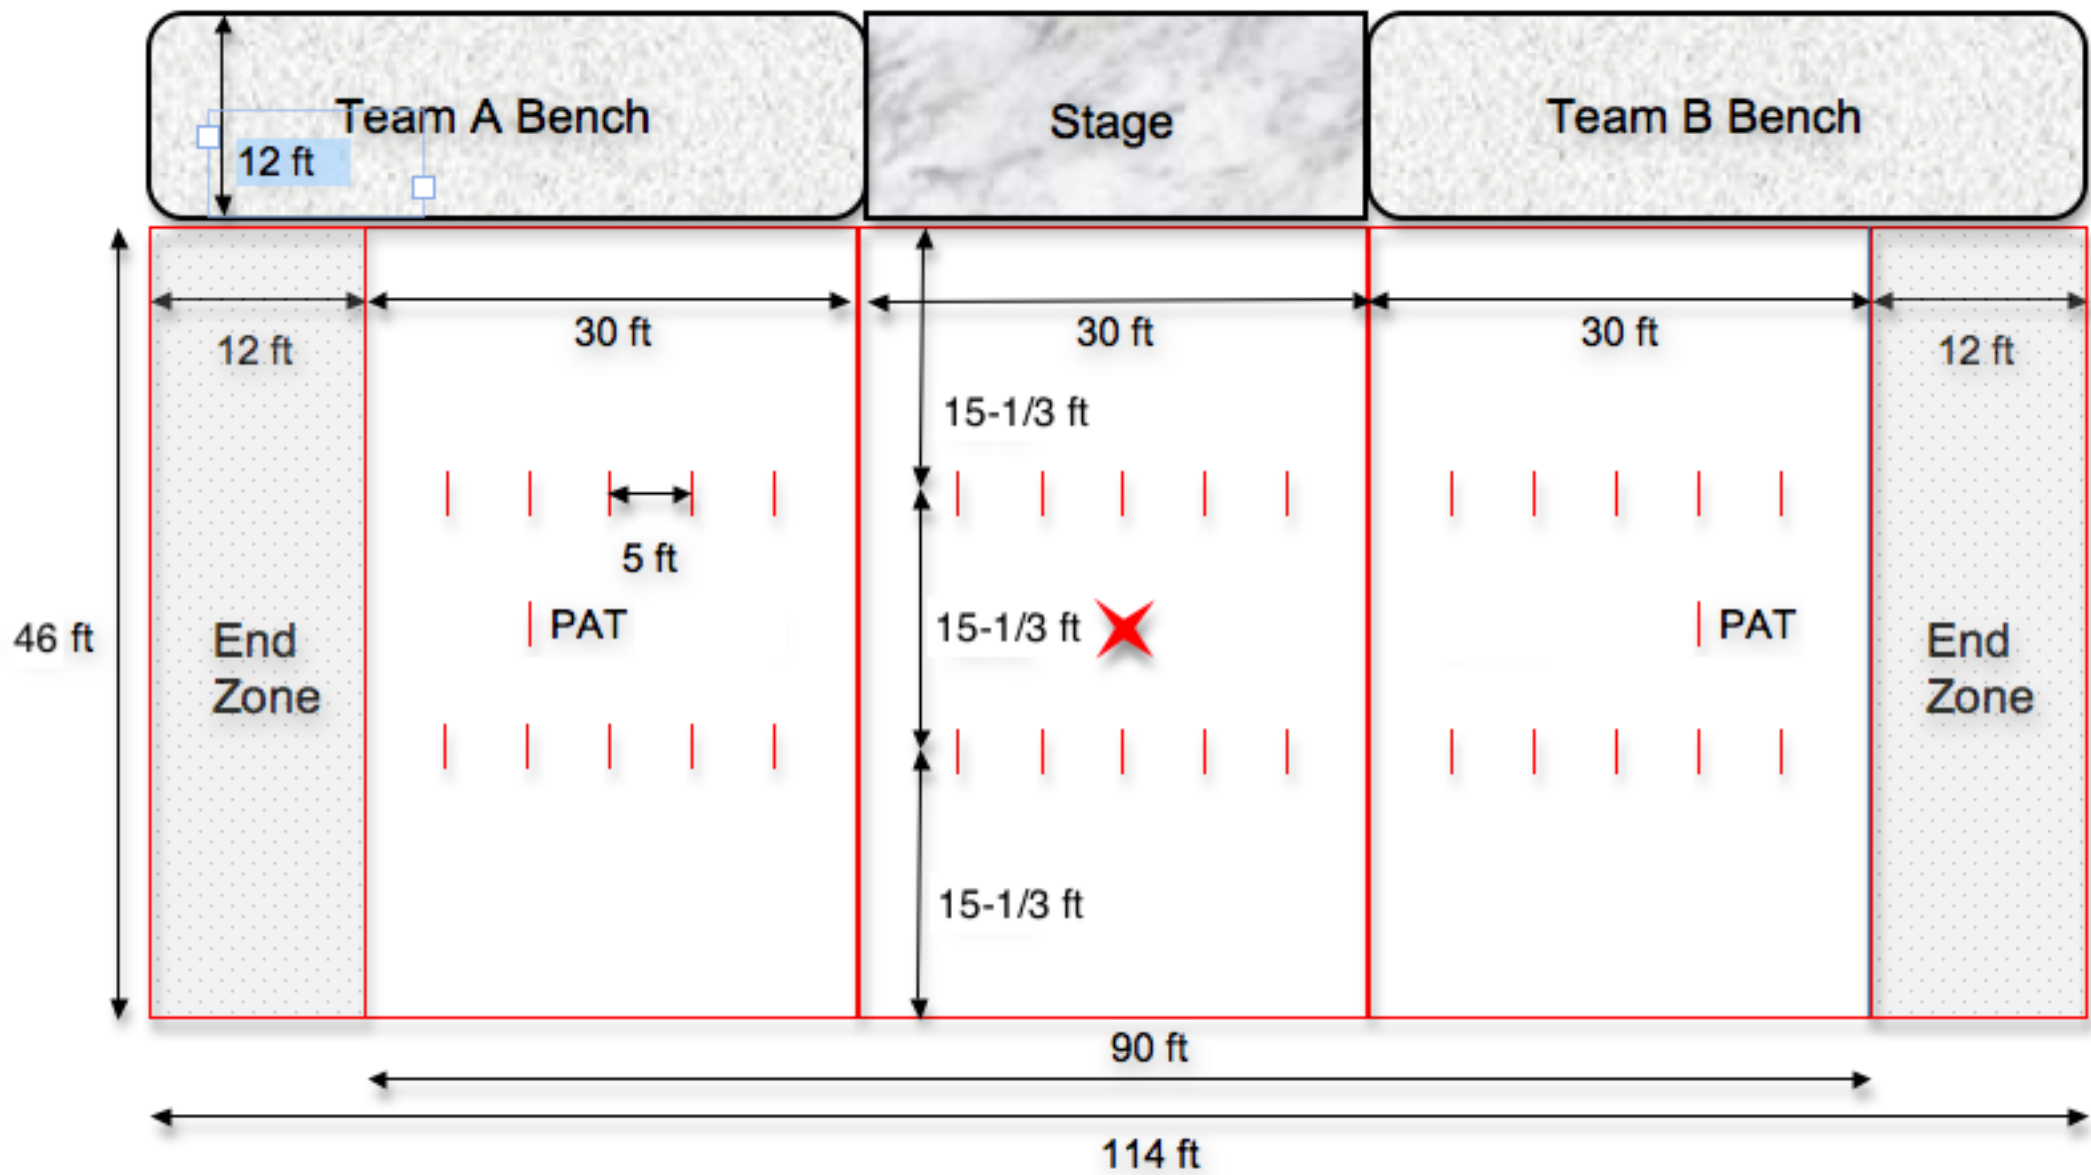 Team A Bench
Stage
Team B Bench
12 ft
12 ft
30 ft
30 ft
30 ft
12 ft
15-1/3 ft
5 ft
46 ft
End
Zone
PAT
15-1/3 ft
PAT
End
Zone
15-1/3 ft
90 ft
114 ft